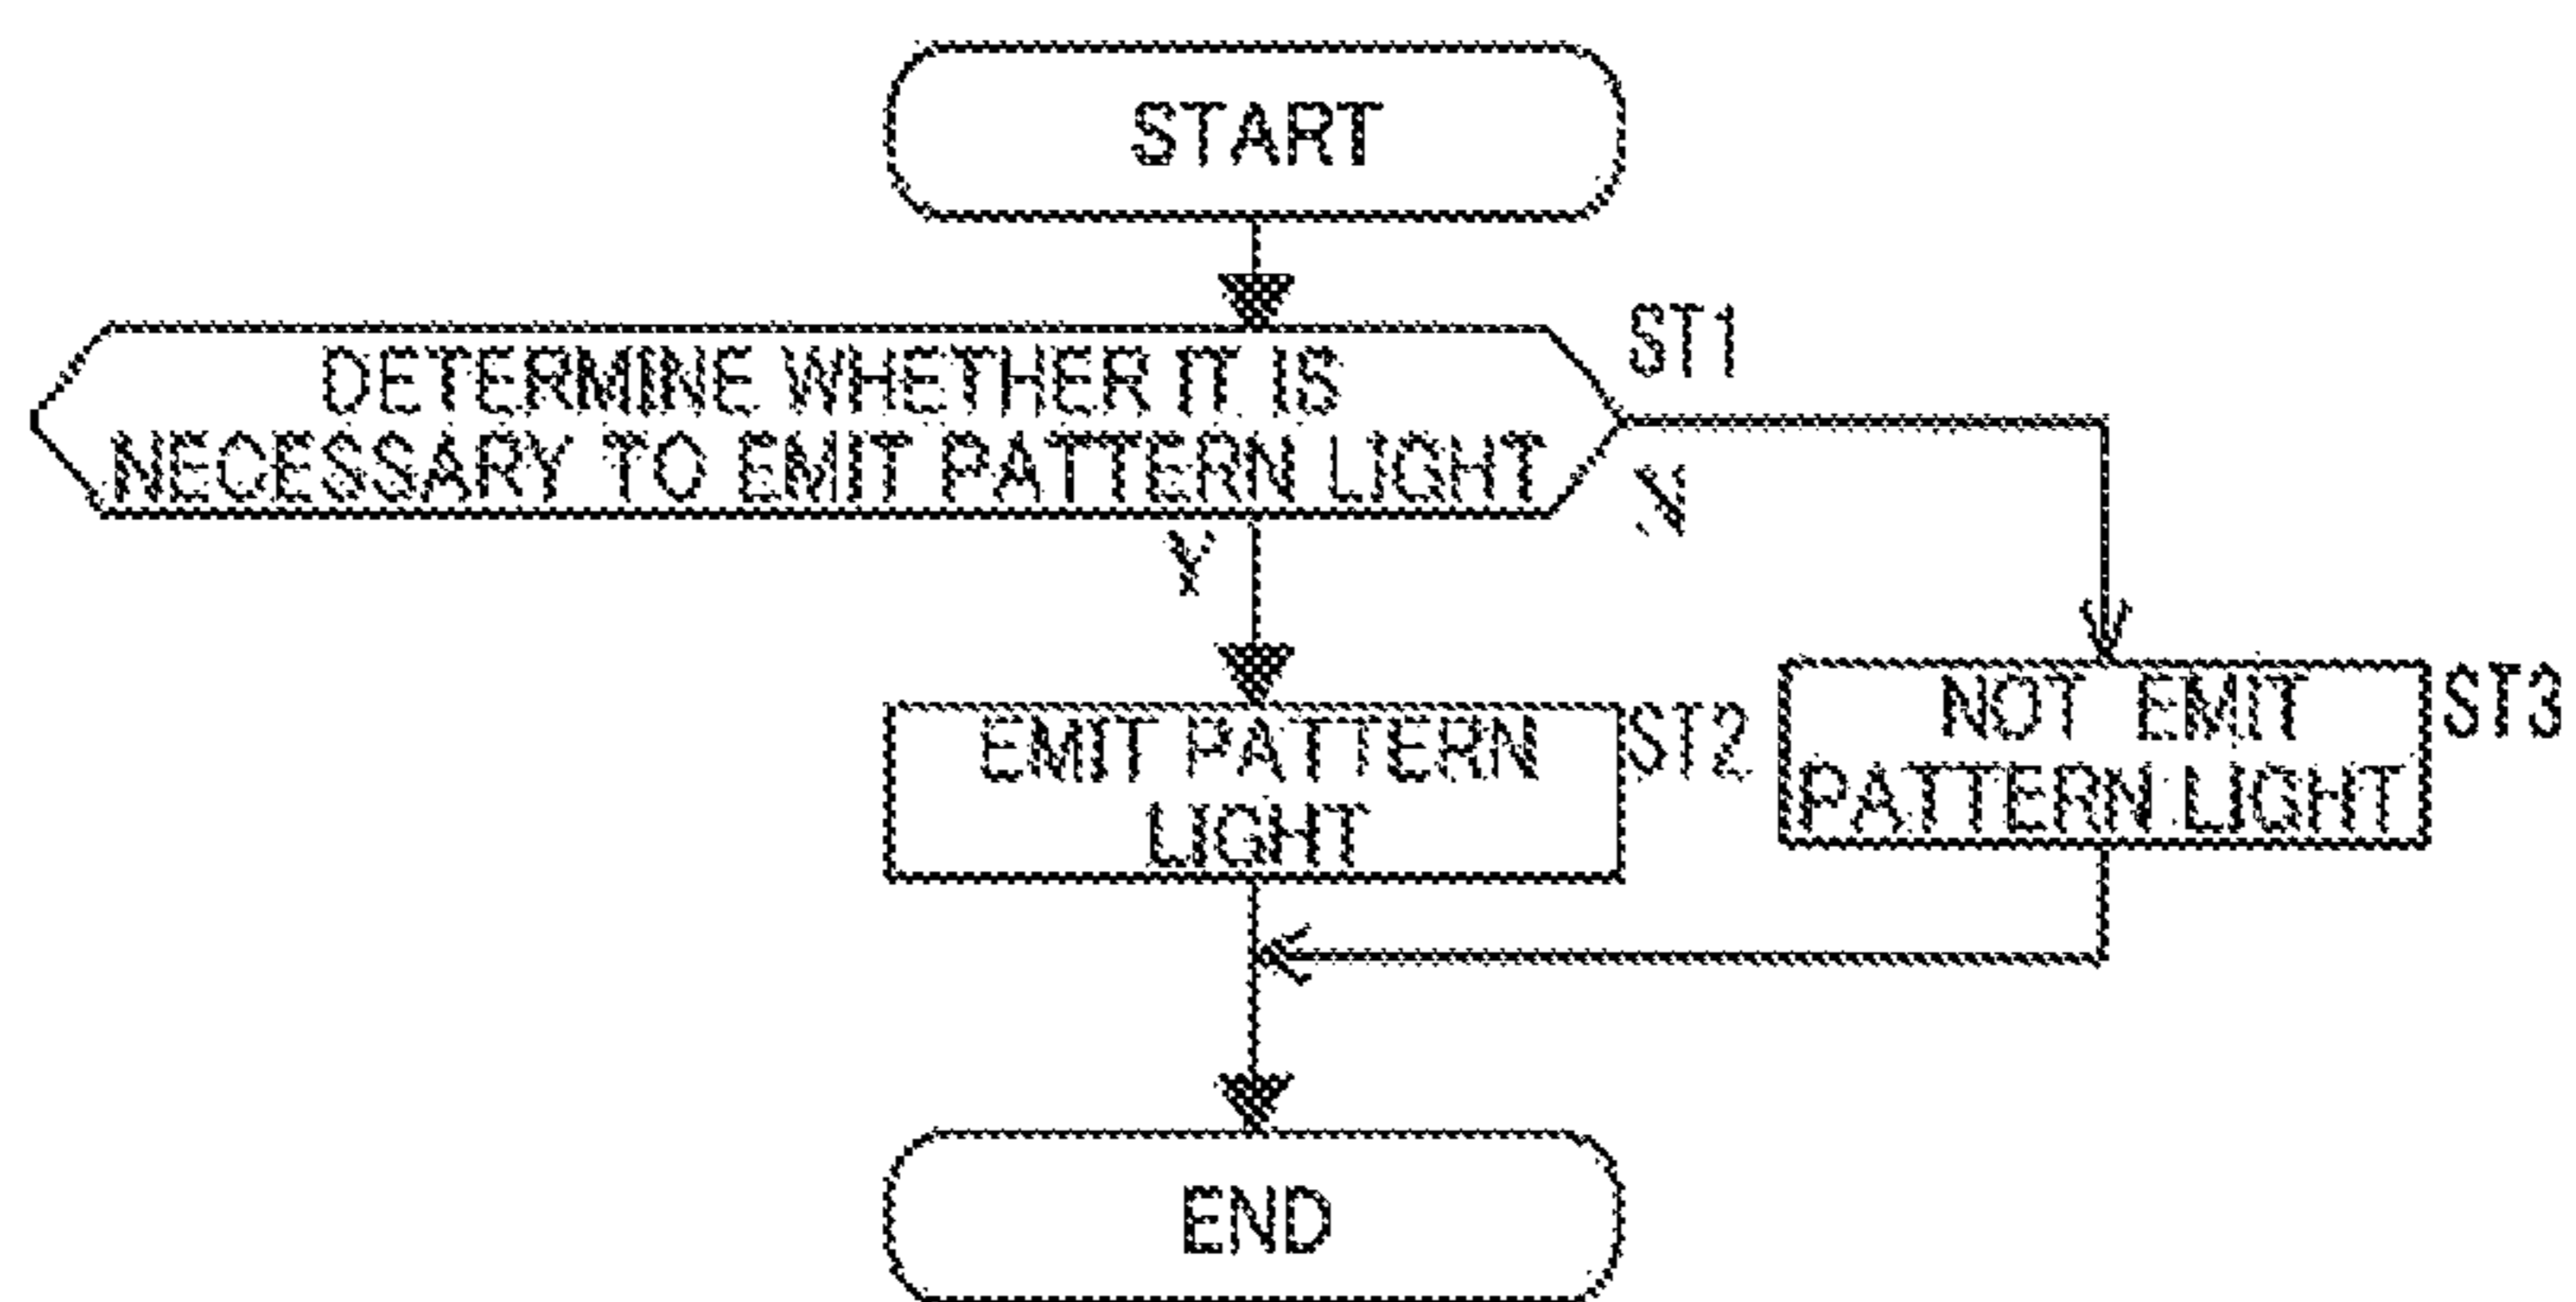 START
DETERMINE WHETHER IT IS
NECESSARY TO EMIT PATTERN LIGHT
ST1
N
Y
EMIT PATTERN
LIGHT
ST2
NOT EMIT
PATTERN LIGHT
ST3
END